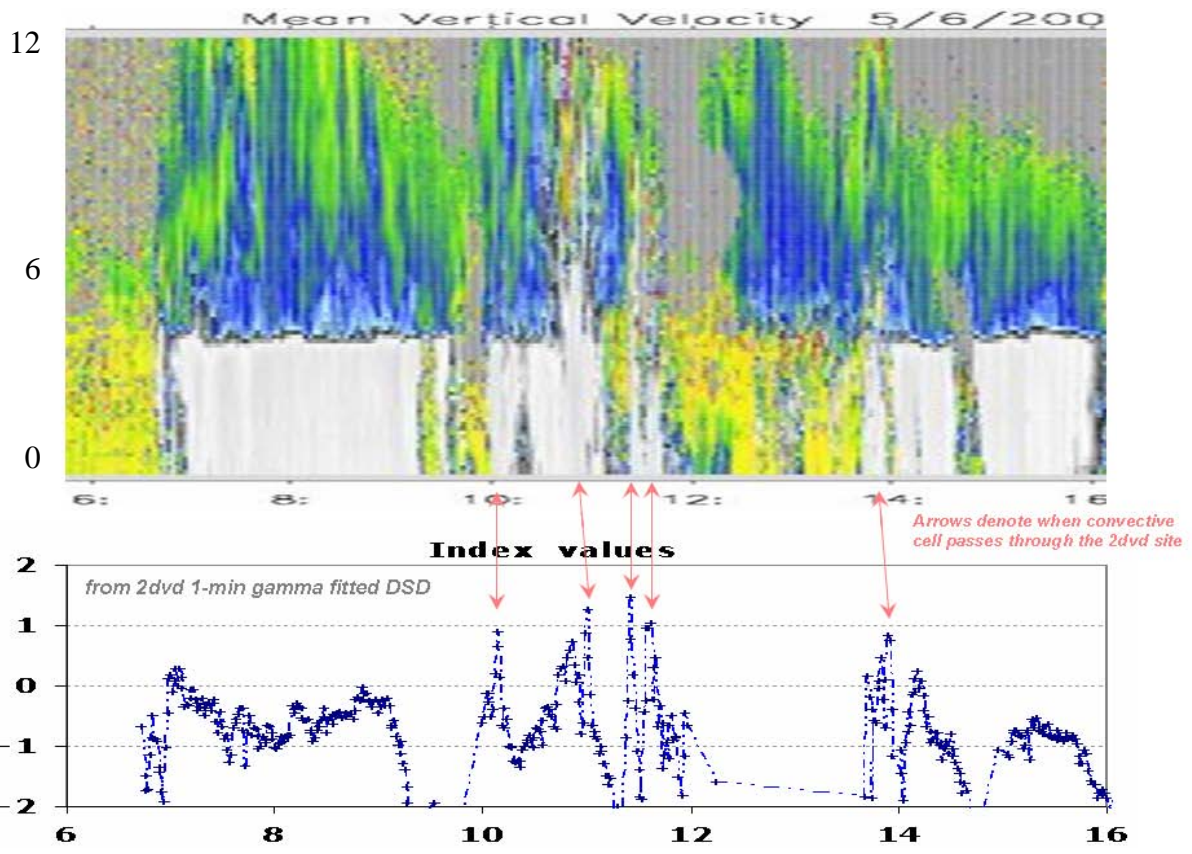 Mean Vertical Velocity 5/6/200
12
6
0
6: 8: 10: 12: 14: 16
Arrows denote when convective
cell passes through the 2dvd site
Index values
from 2dvd 1-min gamma fitted DSD
2
1
0
-1
-2
6 8 10 12 14 16